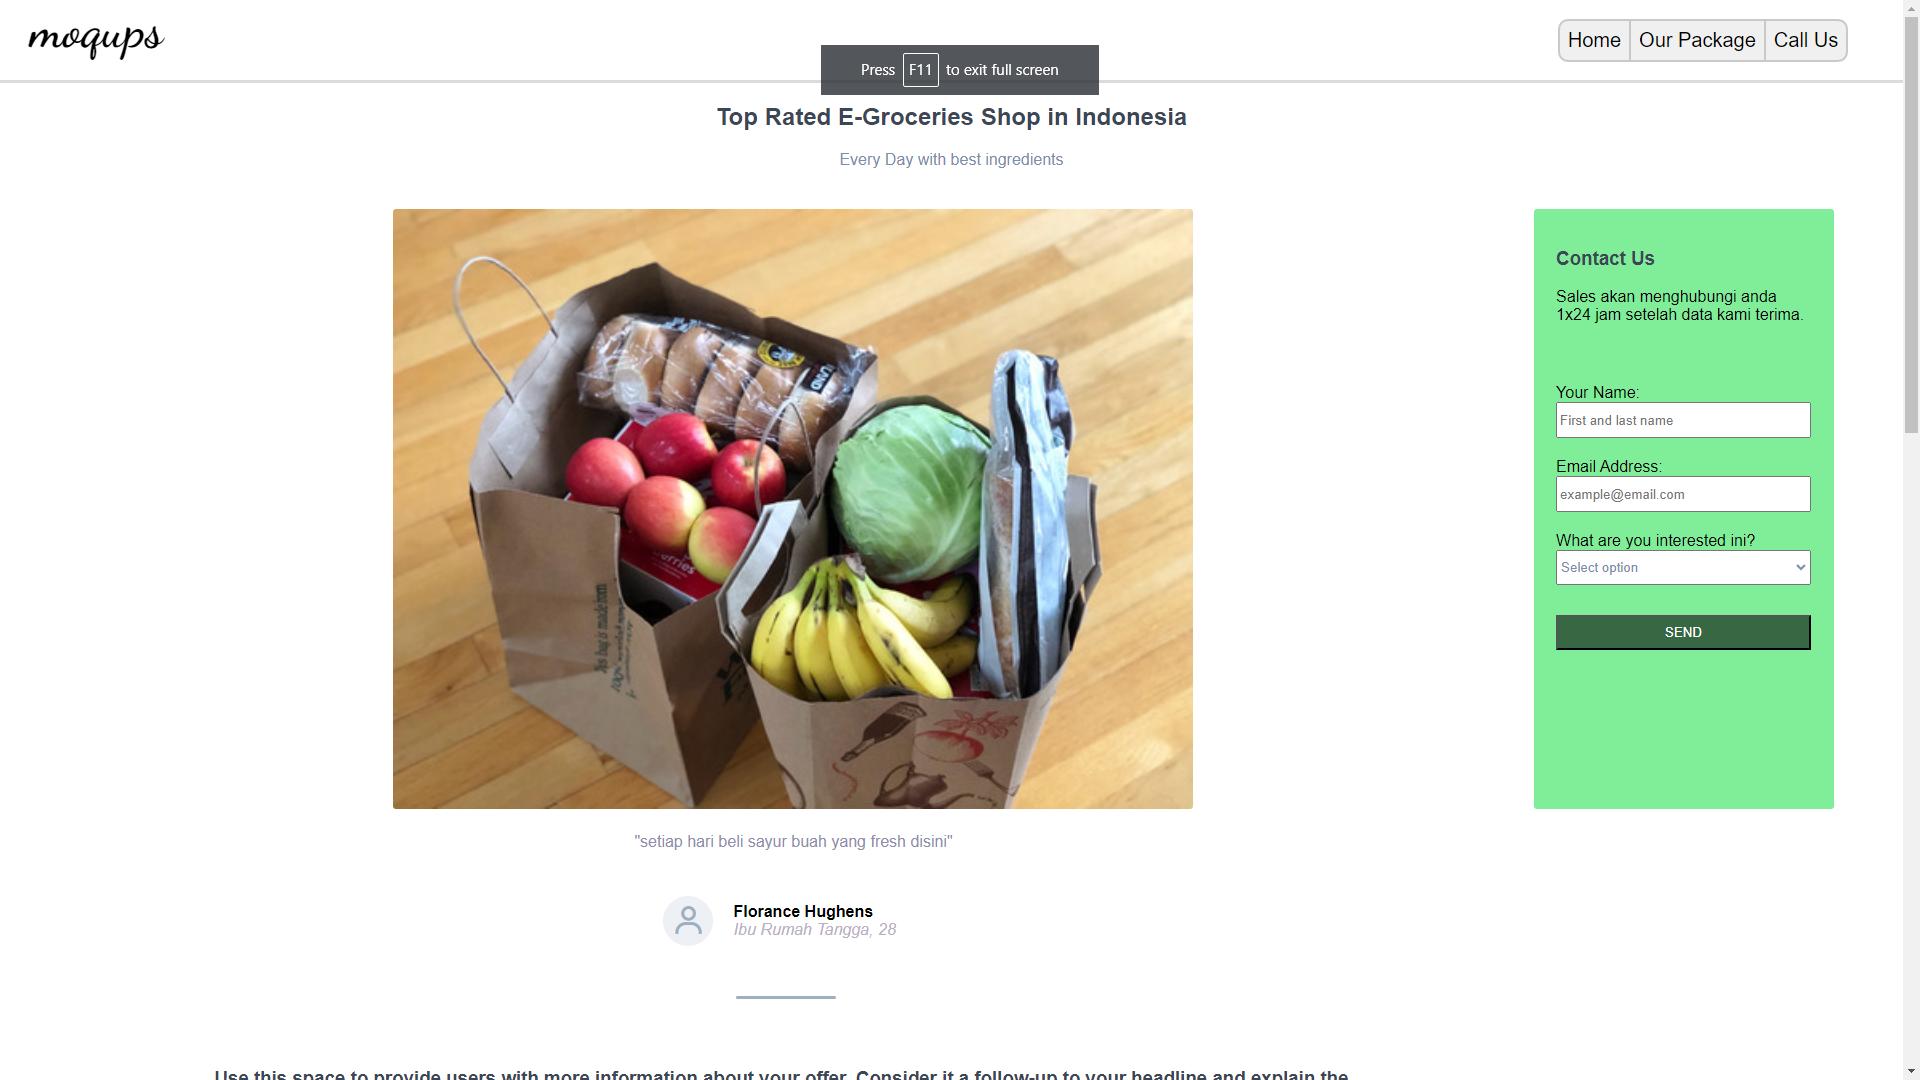 moqups
Home
Our Package
Call Us
Press F11 to exit full screen
Top Rated E-Groceries Shop in Indonesia
Every Day with best ingredients
LAND
erries
Contact Us
Sales akan menghubungi anda
1x24 jam setelah data kami terima.
Your Name:
First and last name
Email Address:
example@email.com
What are you interested ini?
Select option
SEND
"setiap hari beli sayur buah yang fresh disini"
Florance Hughens
Ibu Rumah Tangga, 28
Use this space to provide users with more information about your offer. Consider it a follow-up to your headline and explain the